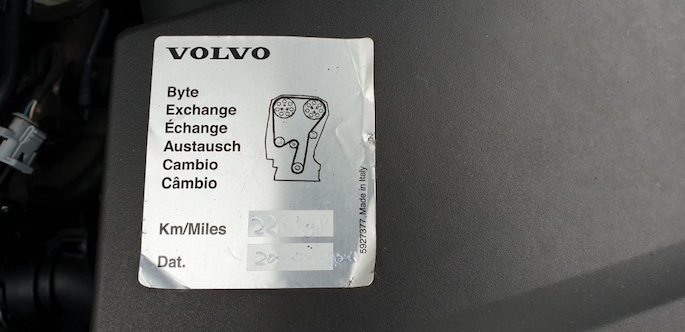 VOLVO
Byte
Exchange
Échange
Austausch
Cambio
Câmbio
Km/Miles
Dat.
5927377.Made in Italy